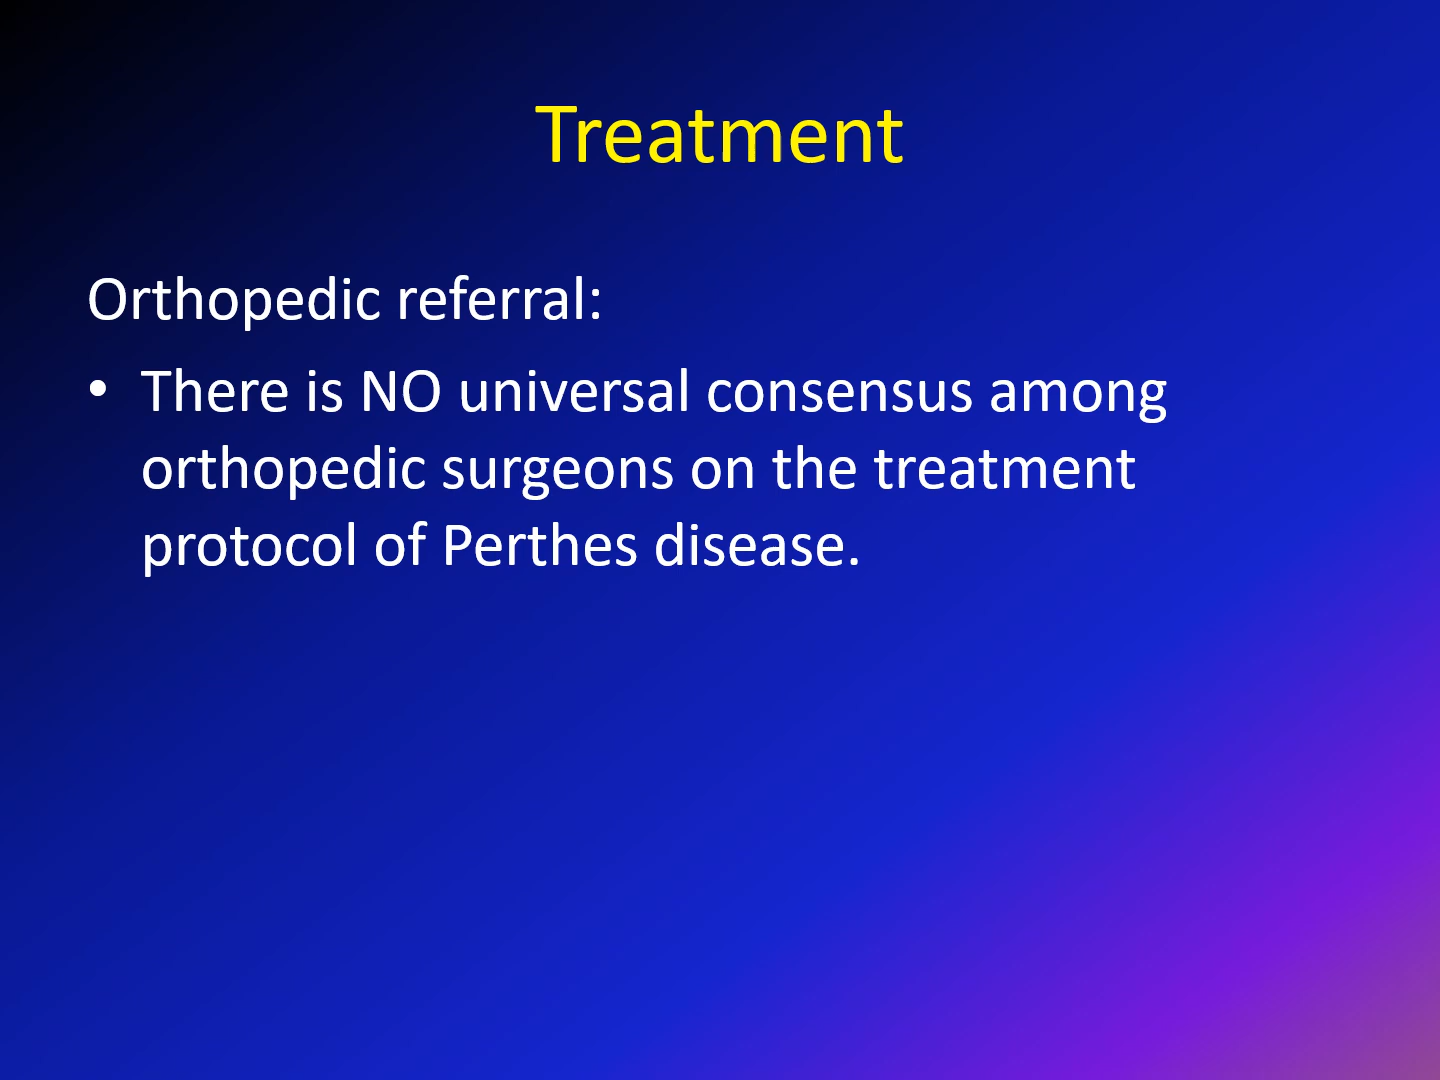 Treatment
Orthopedic referral:
• There is NO universal consensus among
orthopedic surgeons on the treatment
protocol of Perthes disease.